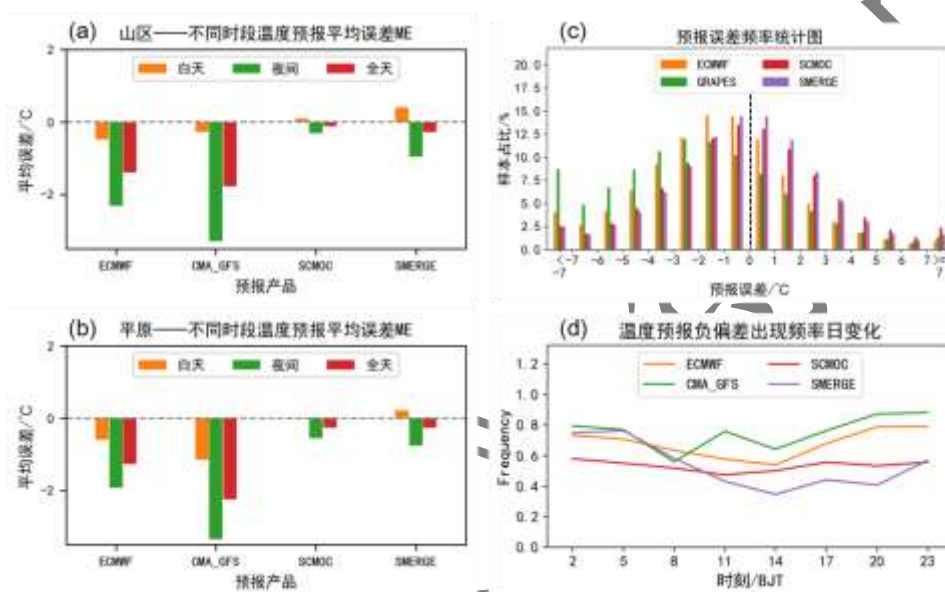 (a) 山区——不同时段温度预报平均误差ME
白天 夜间 全天
平均误差/°C
2
0
-2
ECMWF CMA_GFS SCMOC SMERGE
预报产品
(b) 平原——不同时段温度预报平均误差ME
白天 夜间 全天
平均误差/°C
2
0
-2
ECMWF CMA_GFS SCMOC SMERGE
预报产品
(c) 预报误差频率统计图
ECMWF SCMOC
GRAPES SMERGE
样本占比/%
20.0
17.5
15.0
12.5
10.0
7.5
5.0
2.5
0.0
<-7 -7 -6 -5 -4 -3 -2 -1 0 1 2 3 4 5 6 7 >=7
预报误差/°C
(d) 温度预报负偏差出现频率日变化
ECMWF SCMOC
CMA_GFS SMERGE
Frequency
1.2
1.0
0.8
0.6
0.4
0.2
0.0
2 5 8 11 14 17 20 23
时刻/BJT